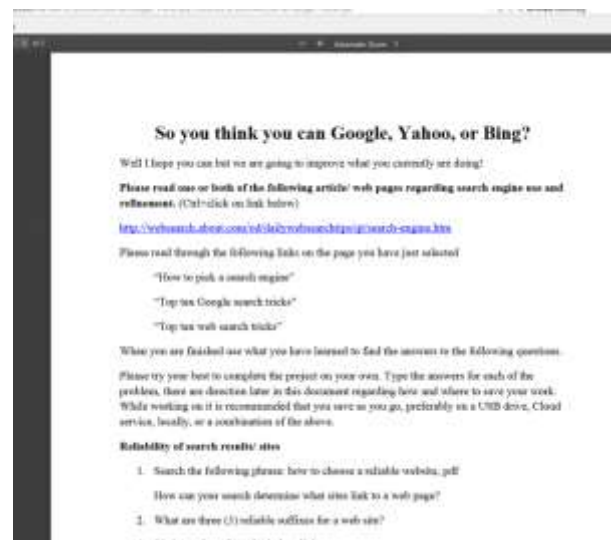 So you think you can Google, Yahoo, or Bing?
Well I hope you can but we are going to improve what you currently are doing!
Please read one or both of the following article/ web pages regarding search engine use and
refinement. (Ctrl+click on link below)
Please read through the following links on the page you have just selected
"How to pick a search engine"
"Top ten Google search tricks"
"Top ten web search tricks"
When you are finished use what you have learned to find the answers to the following questions.
Please try your best to complete the project on your own. Type the answers for each of the
problem, there are direction later in this document regarding how and where to save your work.
While working on it is recommended that you save as you go, preferably on a USB drive, Cloud
service, locally, or a combination of the above.
Reliability of search results/ sites
1. Search the following phrase: how to choose a reliable website, pdf
How can your search determine what sites link to a web page?
2. What are three (3) reliable suffixes for a web site?